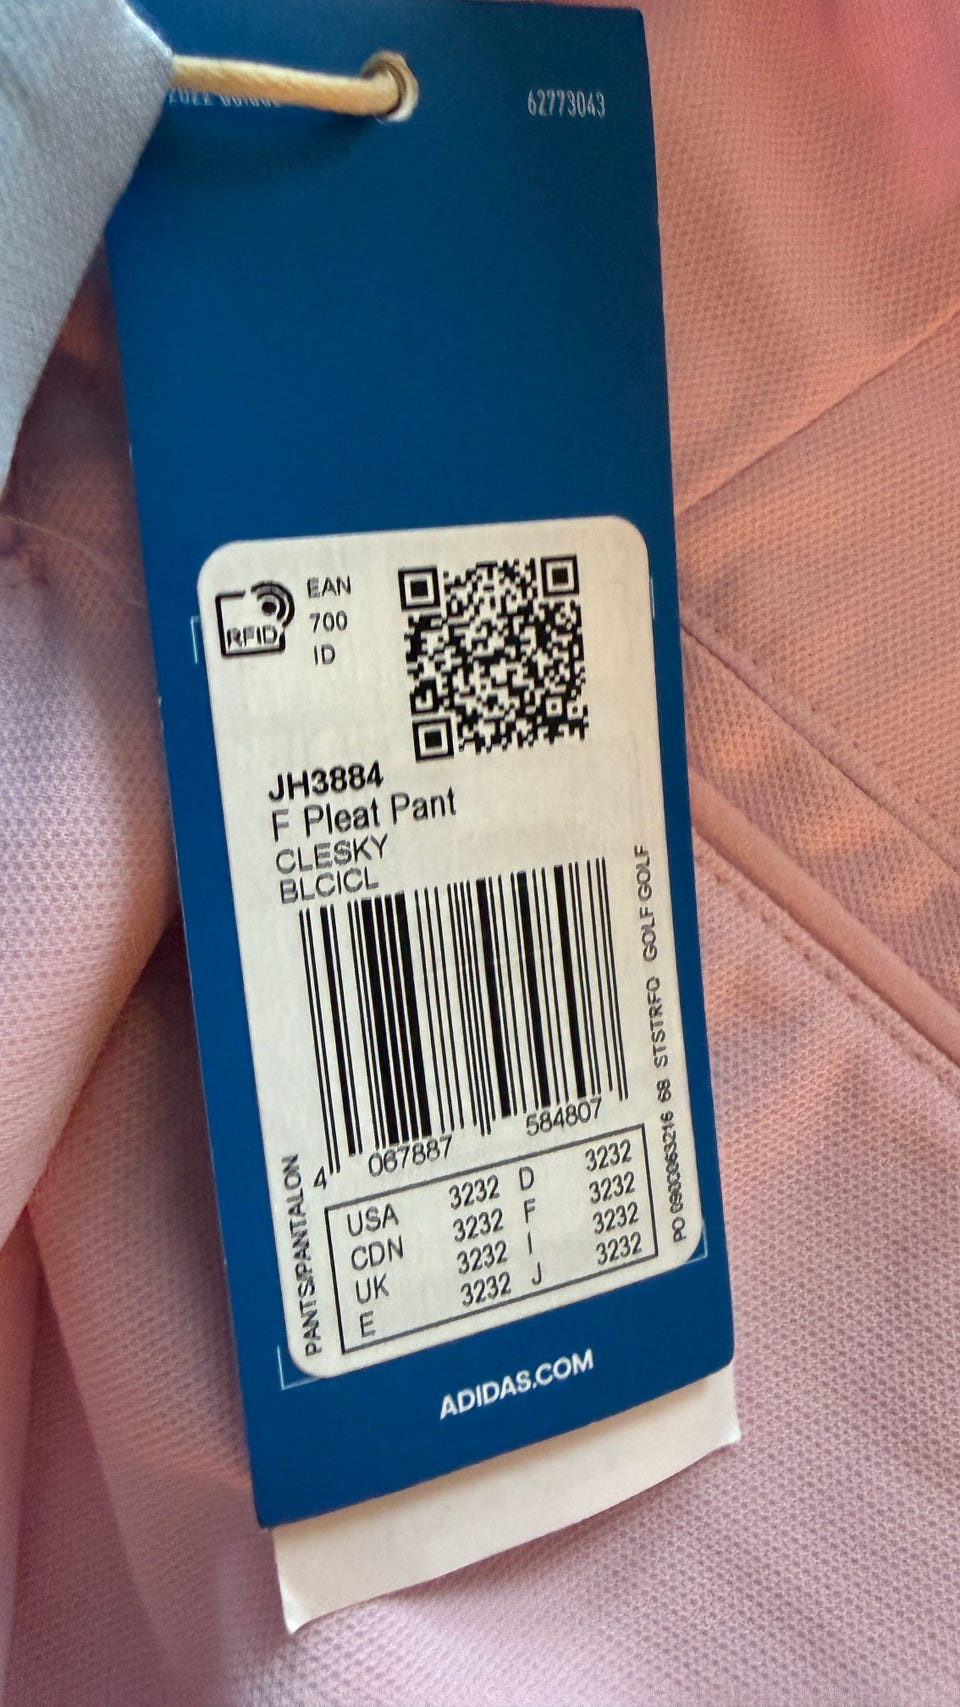 62773043
RFID
EAN
700
ID
JH3884
F Pleat Pant
CLESKY
BLCICL
4 067887 584807
PANTS/PANTALON
PO 0900063216 68 STSTRFQ GOLF GOLF
USA 3232 D 3232
CDN 3232 F 3232
UK 3232 I 3232
E 3232 J 3232
ADIDAS.COM